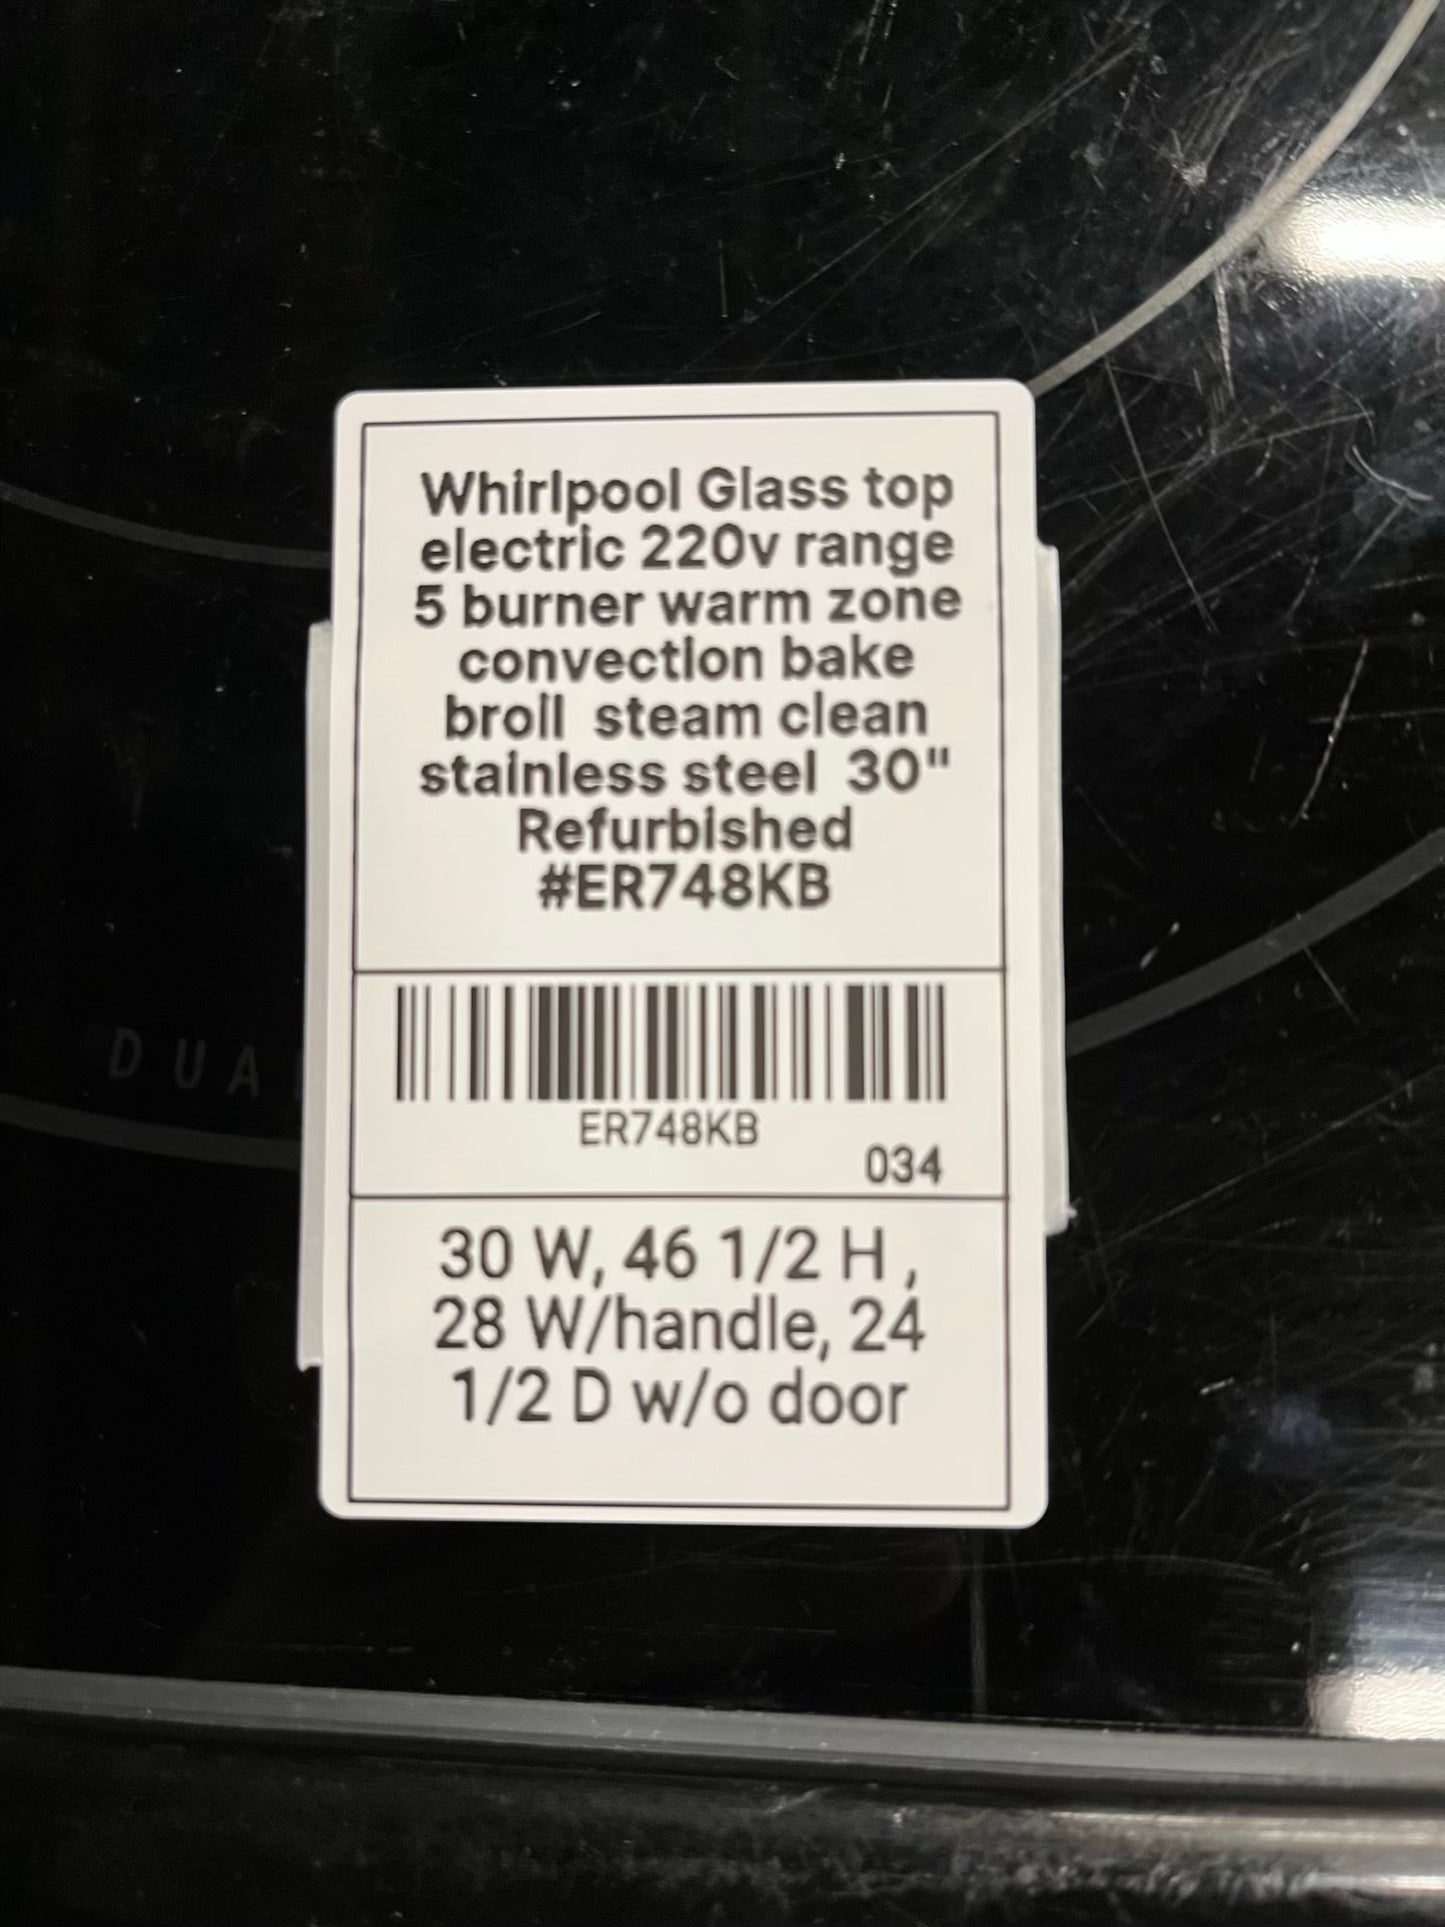 Whirlpool Glass top
electric 220v range
5 burner warm zone
convection bake
broil  steam clean
stainless steel  30"
Refurbished
#ER748KB
DUA
ER748KB
034
30 W, 46 1/2 H ,
28 W/handle, 24
1/2 D w/o door